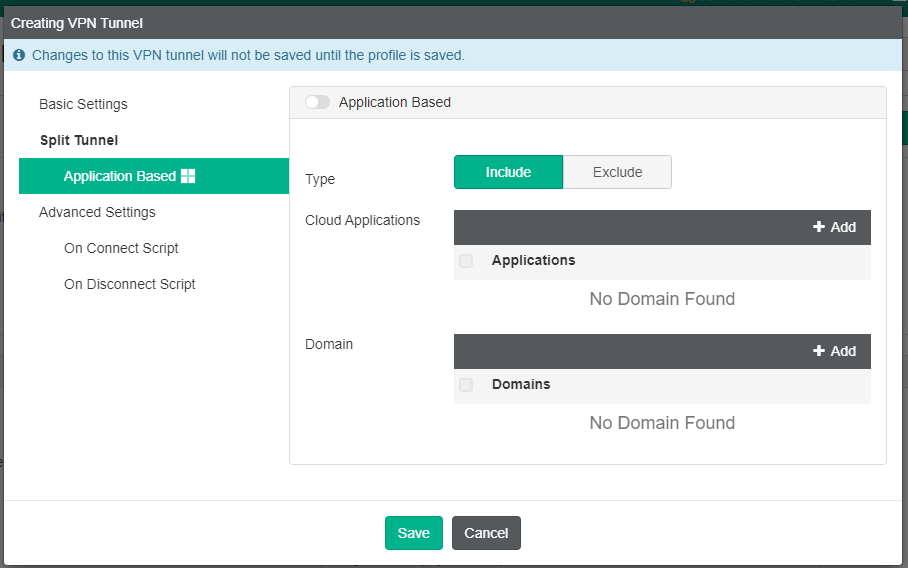 Creating VPN Tunnel
Changes to this VPN tunnel will not be saved until the profile is saved.
Basic Settings
Split Tunnel
Application Based
Advanced Settings
On Connect Script
On Disconnect Script
Application Based
Type
Include
Exclude
Cloud Applications
Add
Applications
No Domain Found
Domain
Add
Domains
No Domain Found
Save
Cancel